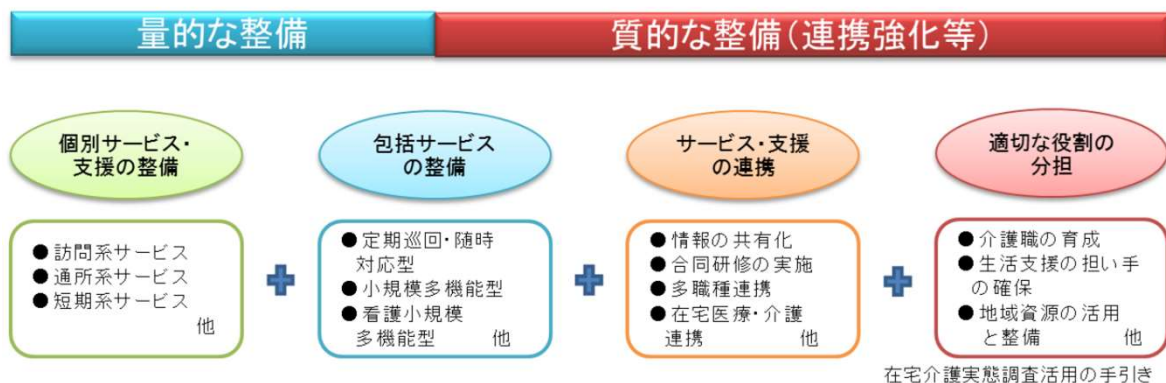 量的な整備
質的な整備(連携強化等)
個別サービス・
支援の整備
包括サービス
の整備
サービス・支援
の連携
適切な役割の
分担
●訪問系サービス
●通所系サービス
●短期系サービス
他
●定期巡回・随時
対応型
●小規模多機能型
●看護小規模
多機能型 他
●情報の共有化
●合同研修の実施
●多職種連携
●在宅医療・介護
連携 他
●介護職の育成
●生活支援の担い手
の確保
●地域資源の活用
と整備 他
在宅介護実態調査活用の手引き